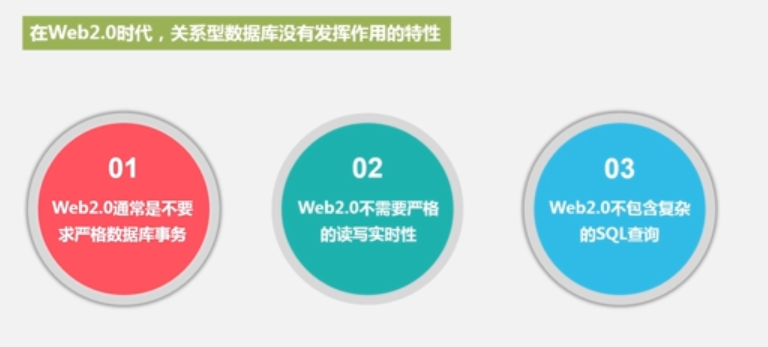 在Web2.0时代，关系型数据库没有发挥作用的特性
01
Web2.0通常是不要
求严格数据库事务
02
Web2.0不需要严格
的读写实时性
03
Web2.0不包含复杂
的SQL查询